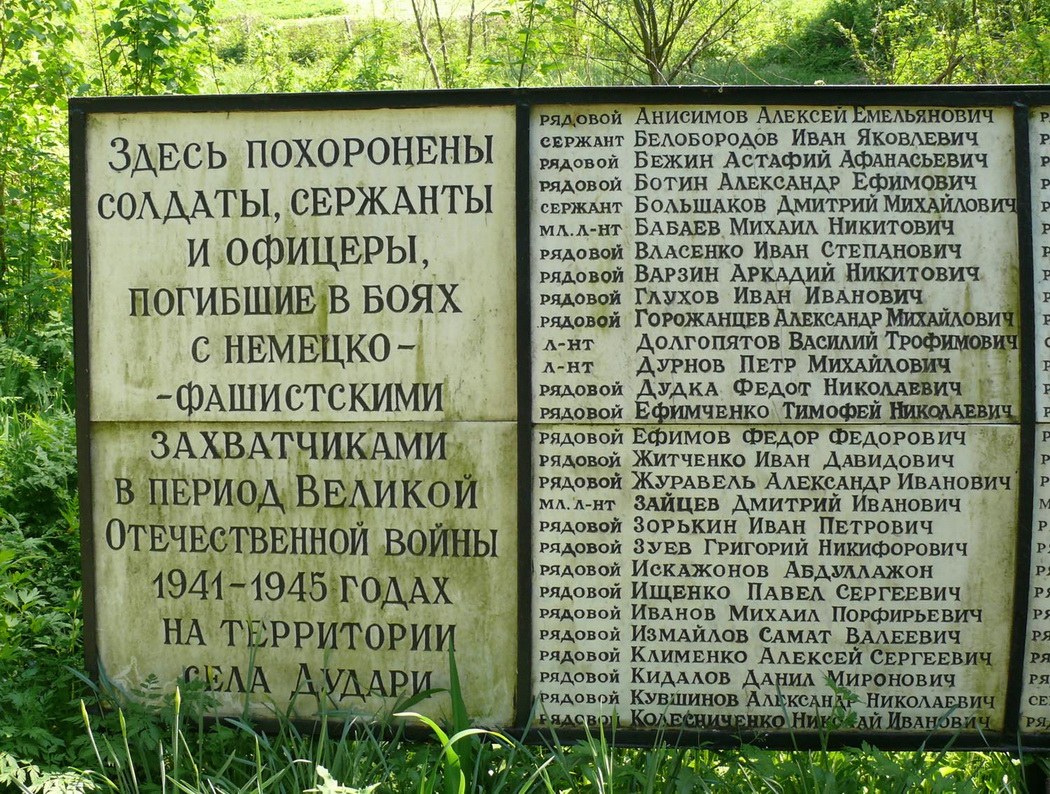 Здесь похоронены
солдаты, сержанты
и офицеры,
погибшие в боях
с немецко-
-фашистскими
захватчиками
в период Великой
Отечественной войны
1941-1945 годах
на территории
села Дудари
рядовой Анисимов Алексей Емельянович
сержант Белобородов Иван Яковлевич
рядовой Бежин Астафий Афанасьевич
рядовой Ботин Александр Ефимович
сержант Большаков Дмитрий Михайлович
мл. л-нт Бабаев Михаил Никитович
рядовой Власенко Иван Степанович
рядовой Варзин Аркадий Никитович
рядовой Глухов Иван Иванович
рядовой Горожанцев Александр Михайлович
л-нт Долгопятов Василий Трофимович
л-нт Дурнов Петр Михайлович
рядовой Дудка Федот Николаевич
рядовой Ефимченко Тимофей Николаевич
рядовой Ефимов Федор Федорович
рядовой Житченко Иван Давидович
рядовой Журавель Александр Иванович
мл. л-нт Зайцев Дмитрий Иванович
рядовой Зорькин Иван Петрович
рядовой Зуев Григорий Никифорович
рядовой Искажонов Абдуллажон
рядовой Ищенко Павел Сергеевич
рядовой Иванов Михаил Порфирьевич
рядовой Измайлов Самат Валеевич
рядовой Клименко Алексей Сергеевич
рядовой Кидалов Данил Миронович
рядовой Кувшинов Александр Николаевич
рядовой Колесниченко Николай Иванович